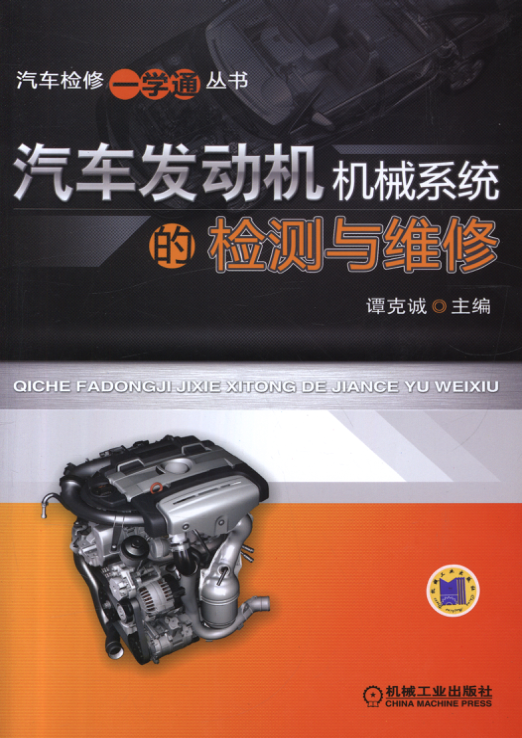 汽车检修一学通丛书
汽车发动机机械系统
的检测与维修
谭克诚◎主编
QICHE FADONGJI JIXIE XITONG DE JIANCE YU WEIXIU
机械工业出版社
CHINA MACHINE PRESS